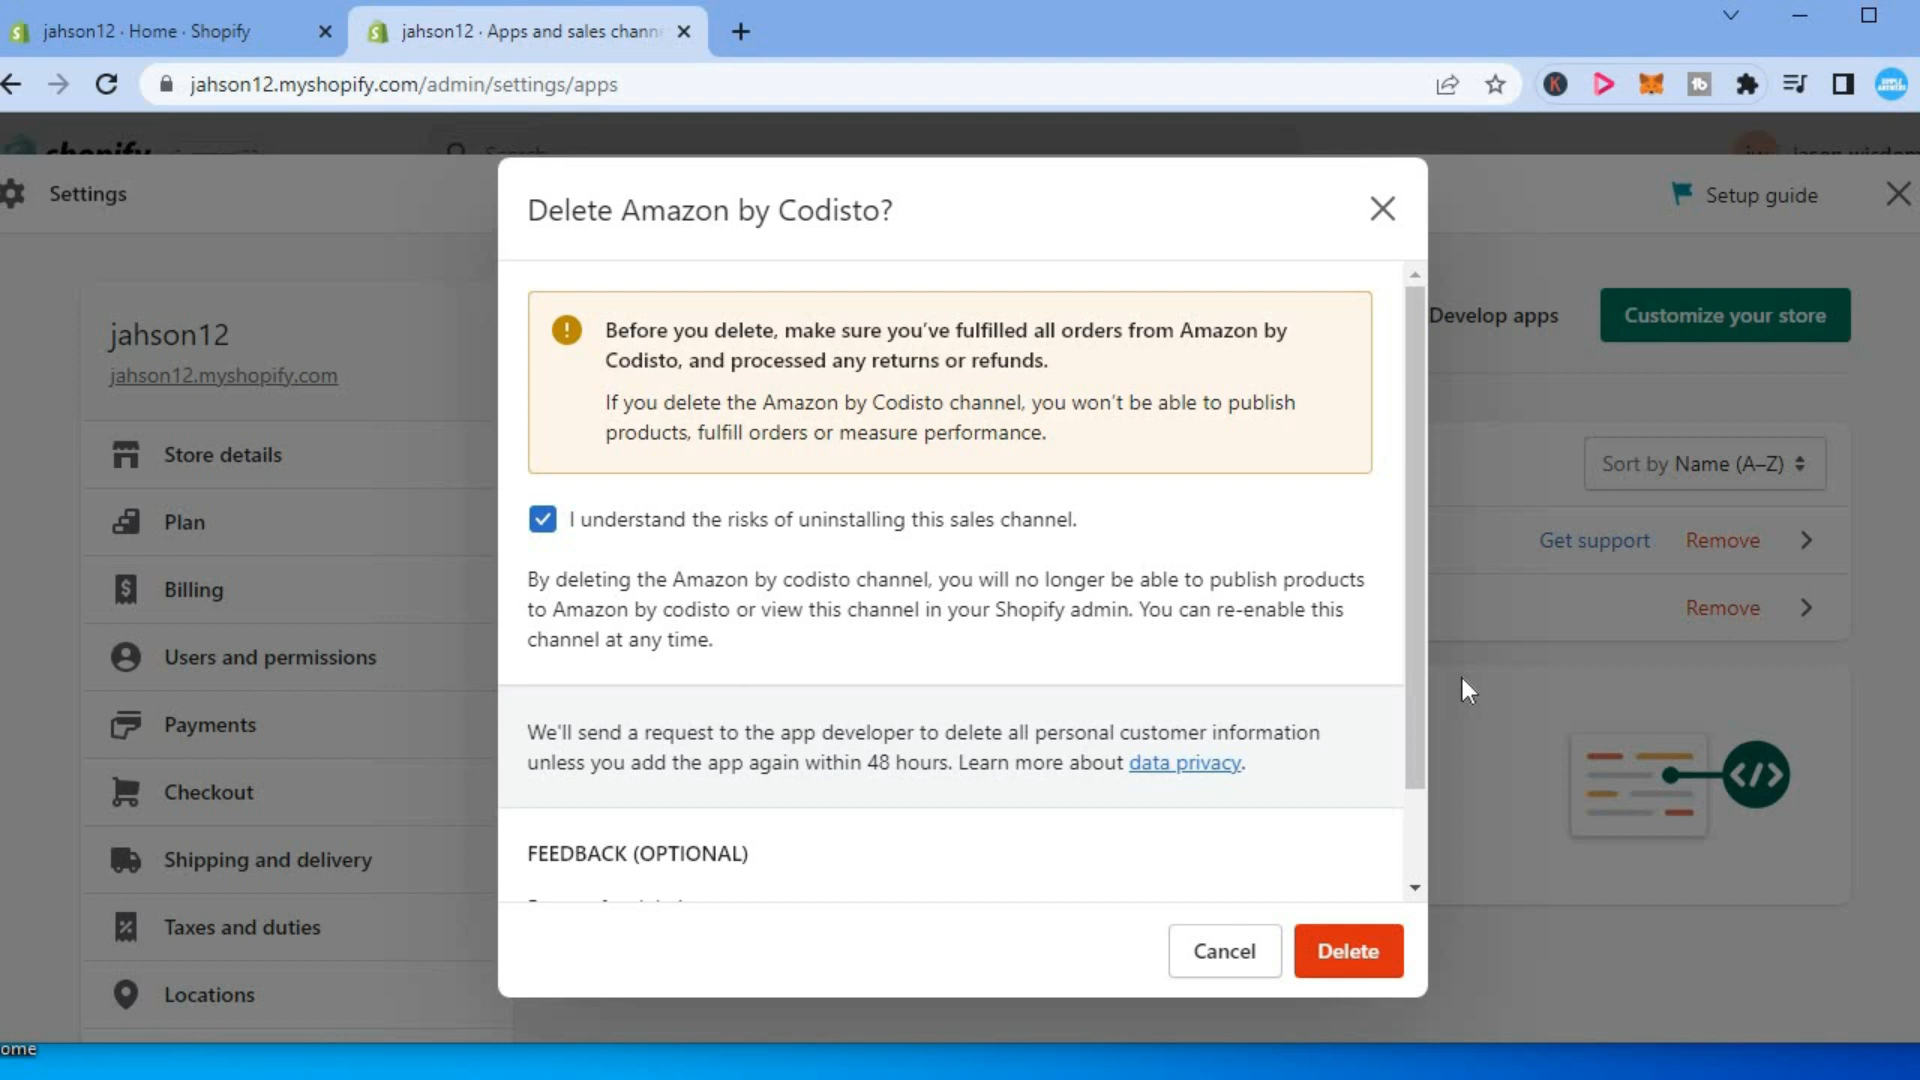 jahson12 · Home · Shopify
jahson12 · Apps and sales chann
jahson12.myshopify.com/admin/settings/apps
Settings
Setup guide
Delete Amazon by Codisto?
Develop apps
Customize your store
jahson12
jahson12.myshopify.com
Before you delete, make sure you've fulfilled all orders from Amazon by
Codisto, and processed any returns or refunds.
If you delete the Amazon by Codisto channel, you won't be able to publish
products, fulfill orders or measure performance.
Sort by Name (A–Z)
Store details
Plan
Billing
Users and permissions
Payments
Checkout
Shipping and delivery
Taxes and duties
Locations
I understand the risks of uninstalling this sales channel.
Get support Remove
Remove
By deleting the Amazon by codisto channel, you will no longer be able to publish products
to Amazon by codisto or view this channel in your Shopify admin. You can re-enable this
channel at any time.
We'll send a request to the app developer to delete all personal customer information
unless you add the app again within 48 hours. Learn more about data privacy.
FEEDBACK (OPTIONAL)
Cancel
Delete
ome